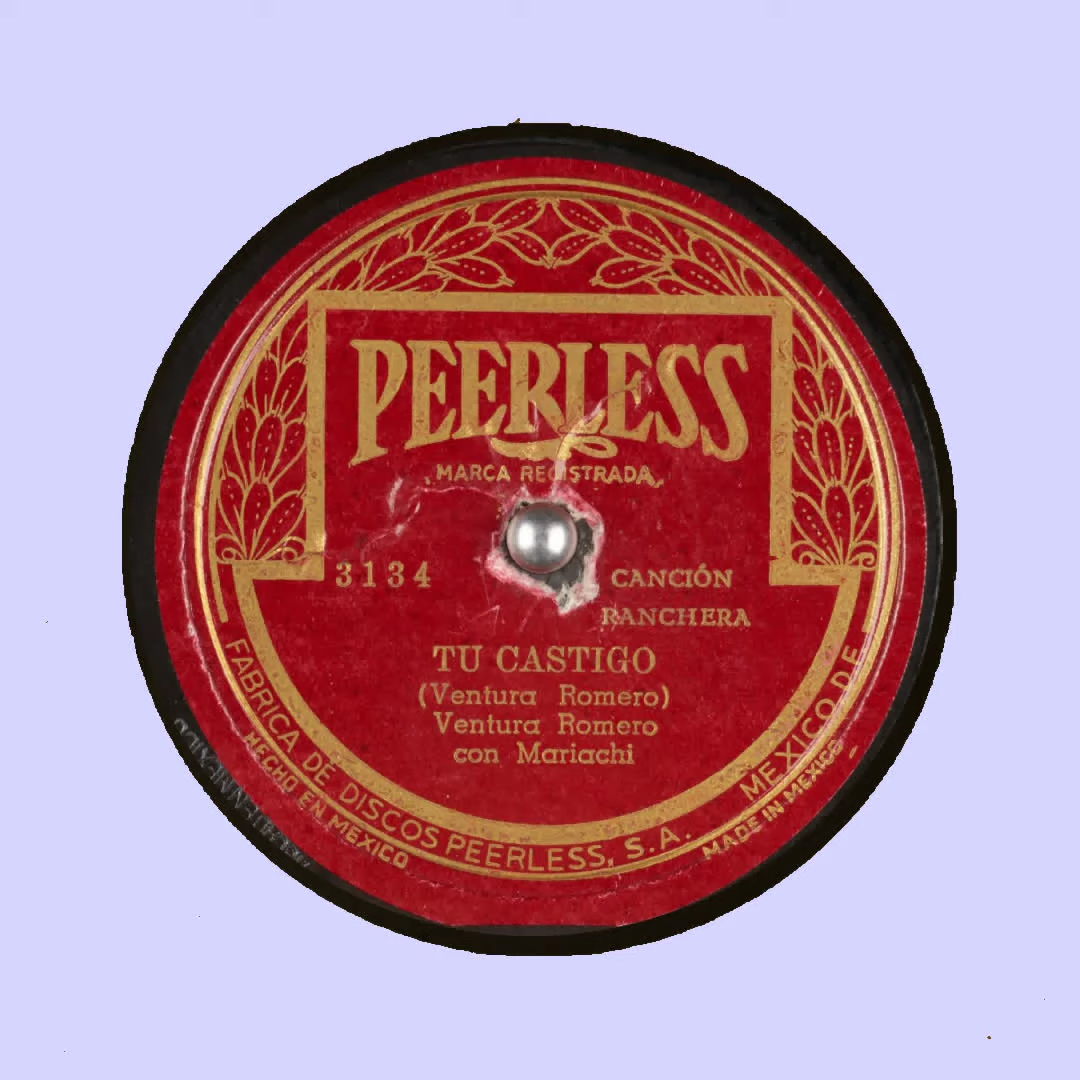 PEERLESS
MARCA REGISTRADA
3134
CANCIÓN
RANCHERA
TU CASTIGO
(Ventura Romero)
Ventura Romero
con Mariachi
FABRICA DE DISCOS PEERLESS, S.A. MEXICO D E
HECHO EN MEXICO
MADE IN MEXICO